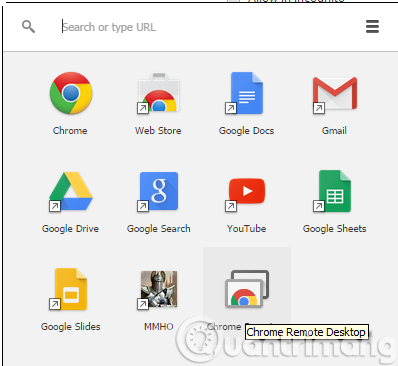 Allow in incognito
Search or type URL
Chrome
Web Store
Google Docs
Gmail
Google Drive
Google Search
YouTube
Google Sheets
Google Slides
MMHO
Chrome
Chrome Remote Desktop
Quantrimang